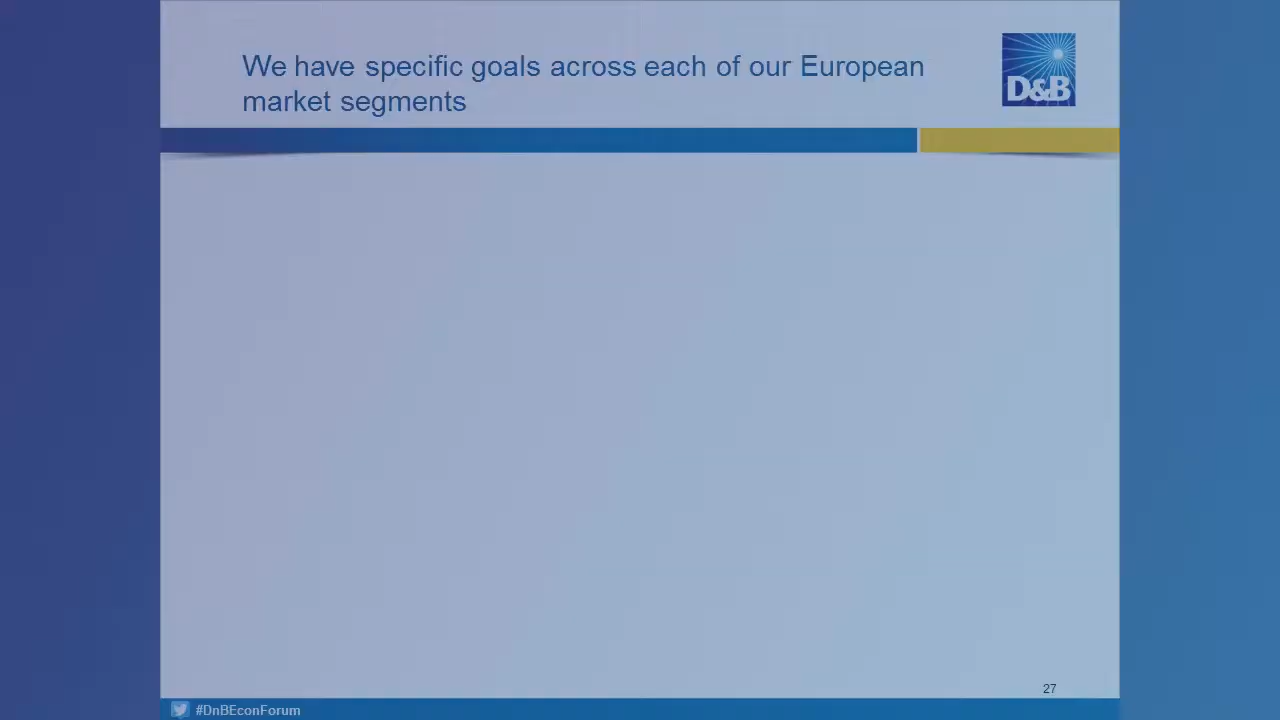 We have specific goals across each of our European
market segments
D&B
27
#DnBEconForum